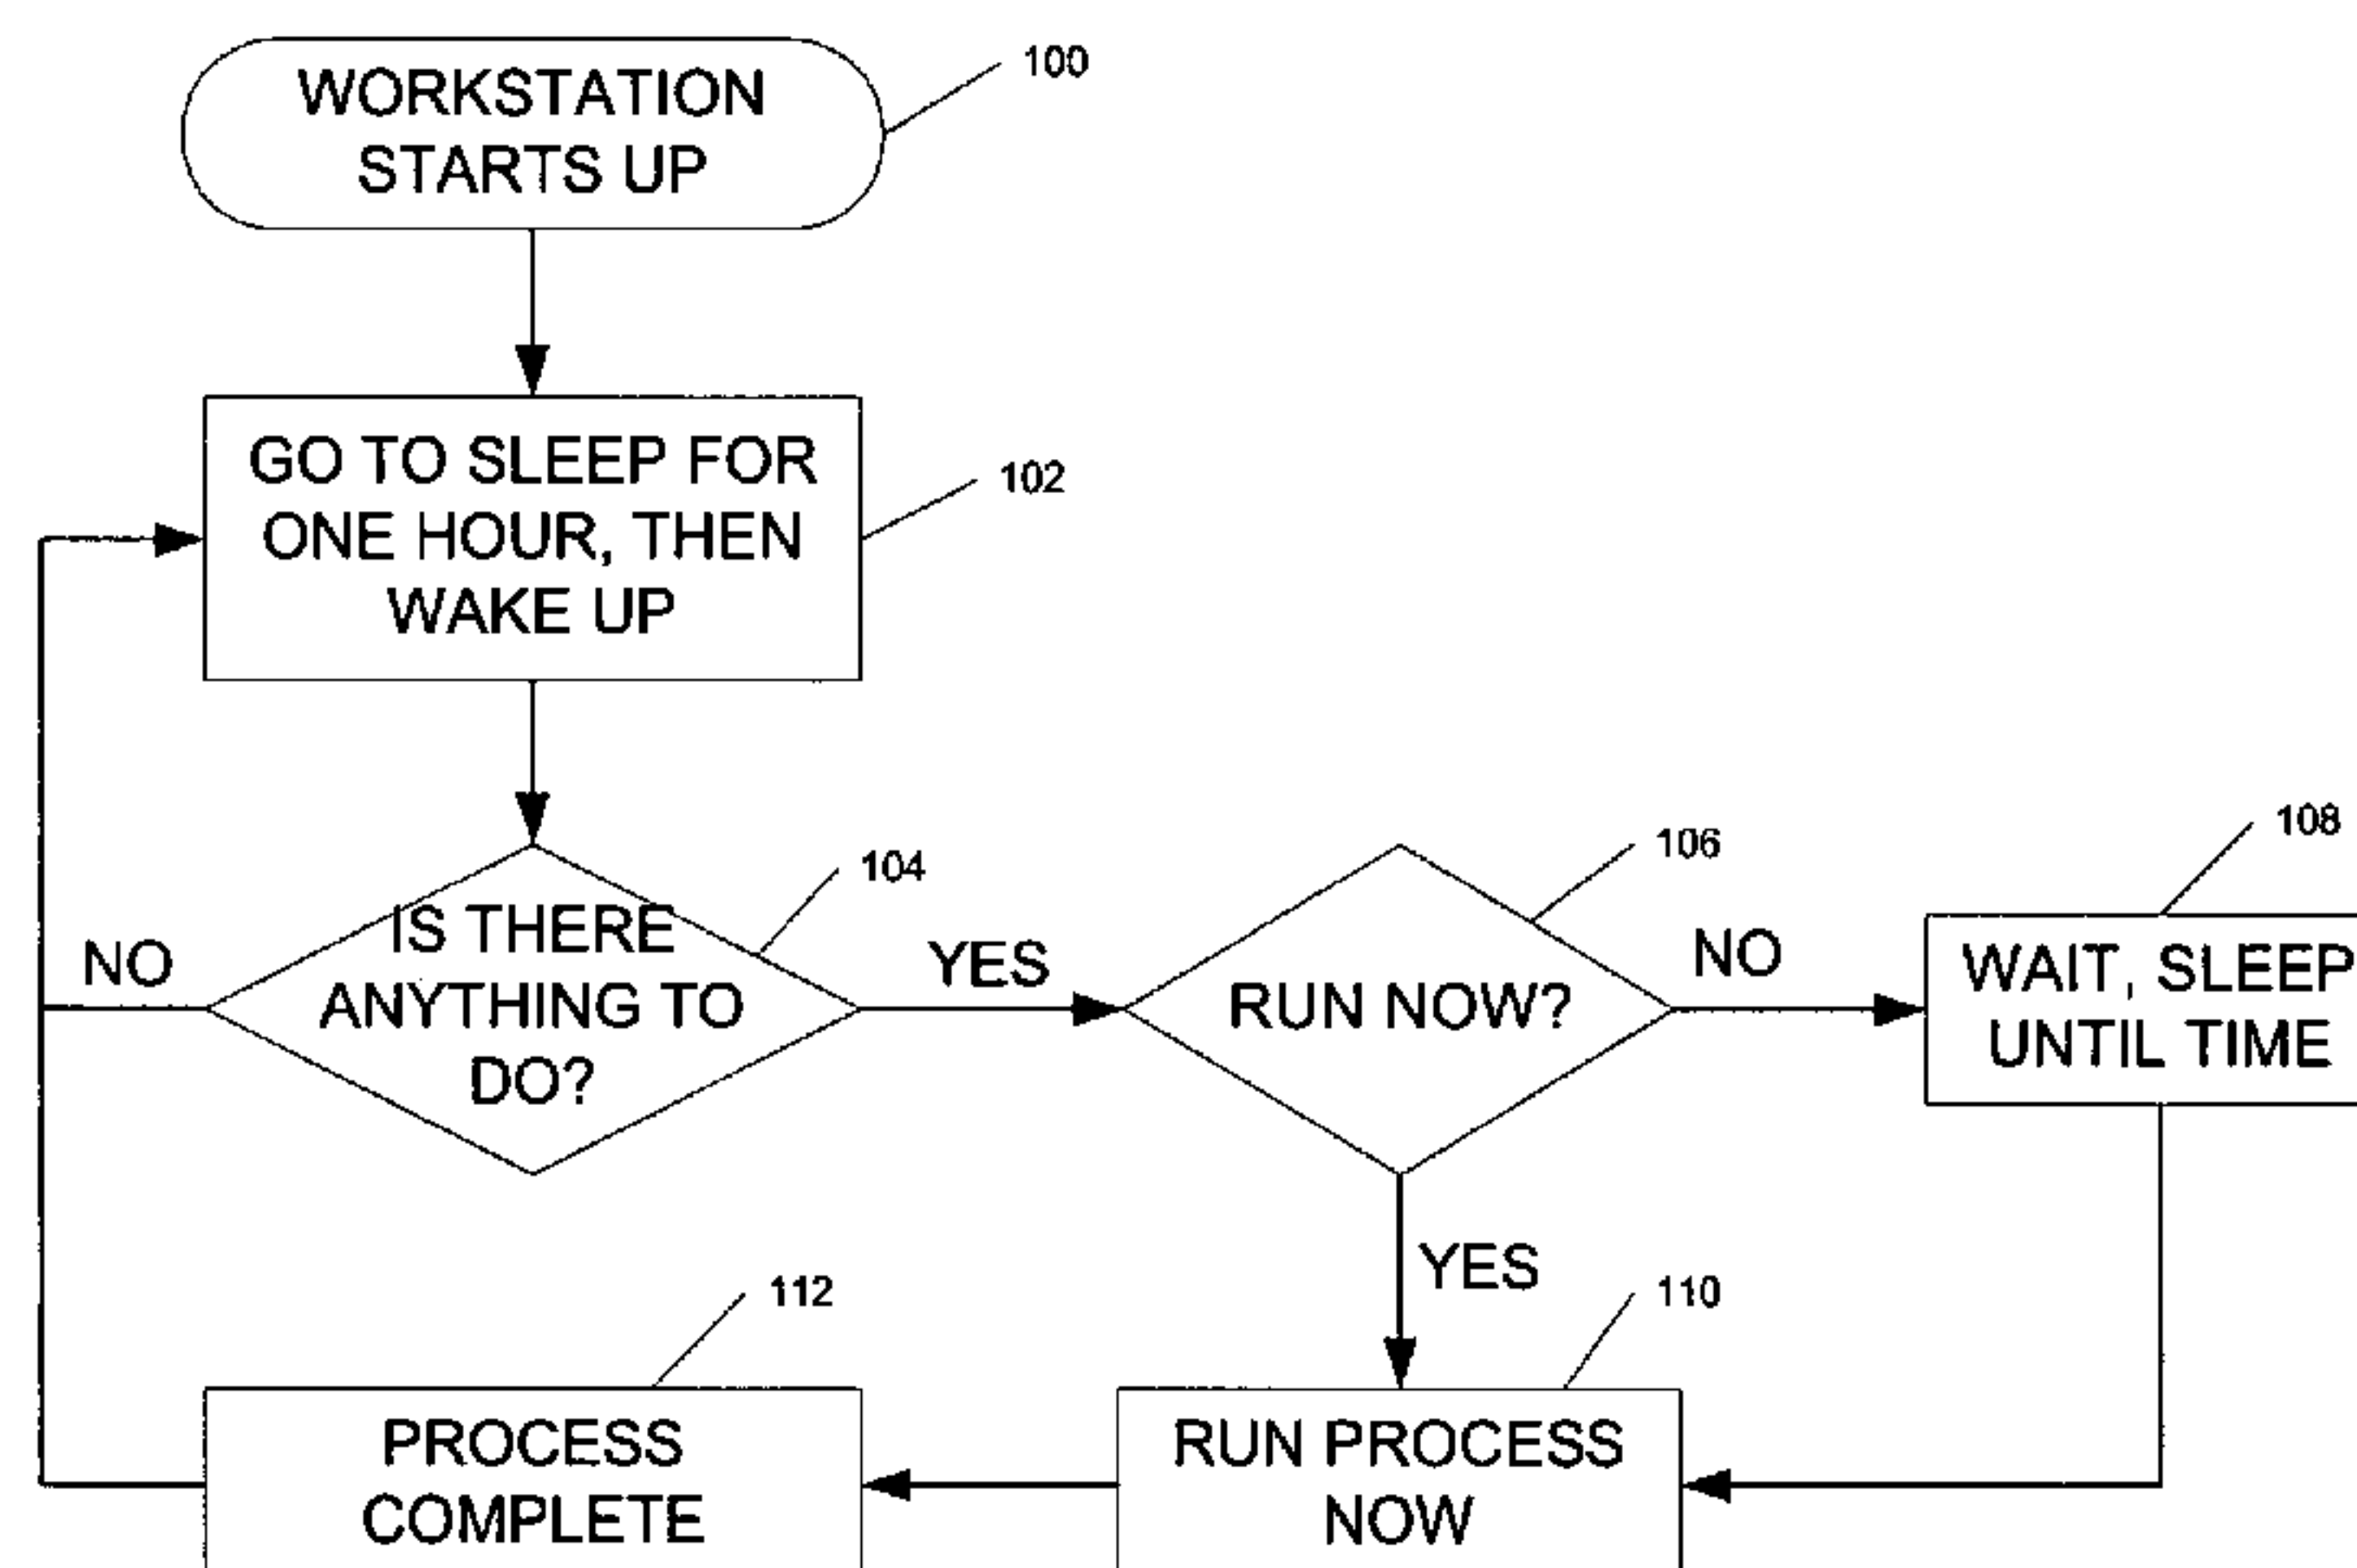 WORKSTATION
STARTS UP
100
GO TO SLEEP FOR
ONE HOUR, THEN
WAKE UP
102
IS THERE
ANYTHING TO
DO?
104
NO
YES
RUN NOW?
106
NO
WAIT, SLEEP
UNTIL TIME
108
YES
RUN PROCESS
NOW
110
PROCESS
COMPLETE
112